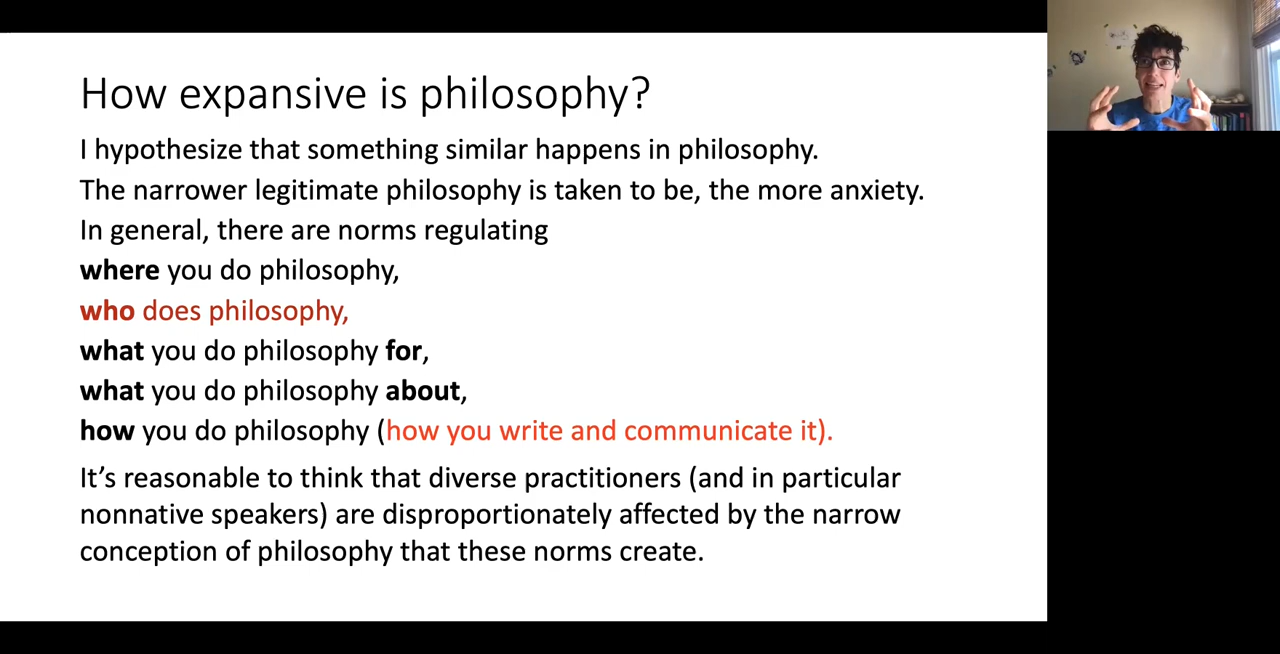 How expansive is philosophy?
I hypothesize that something similar happens in philosophy.
The narrower legitimate philosophy is taken to be, the more anxiety.
In general, there are norms regulating
where you do philosophy,
who does philosophy,
what you do philosophy for,
what you do philosophy about,
how you do philosophy (how you write and communicate it).
It’s reasonable to think that diverse practitioners (and in particular
nonnative speakers) are disproportionately affected by the narrow
conception of philosophy that these norms create.